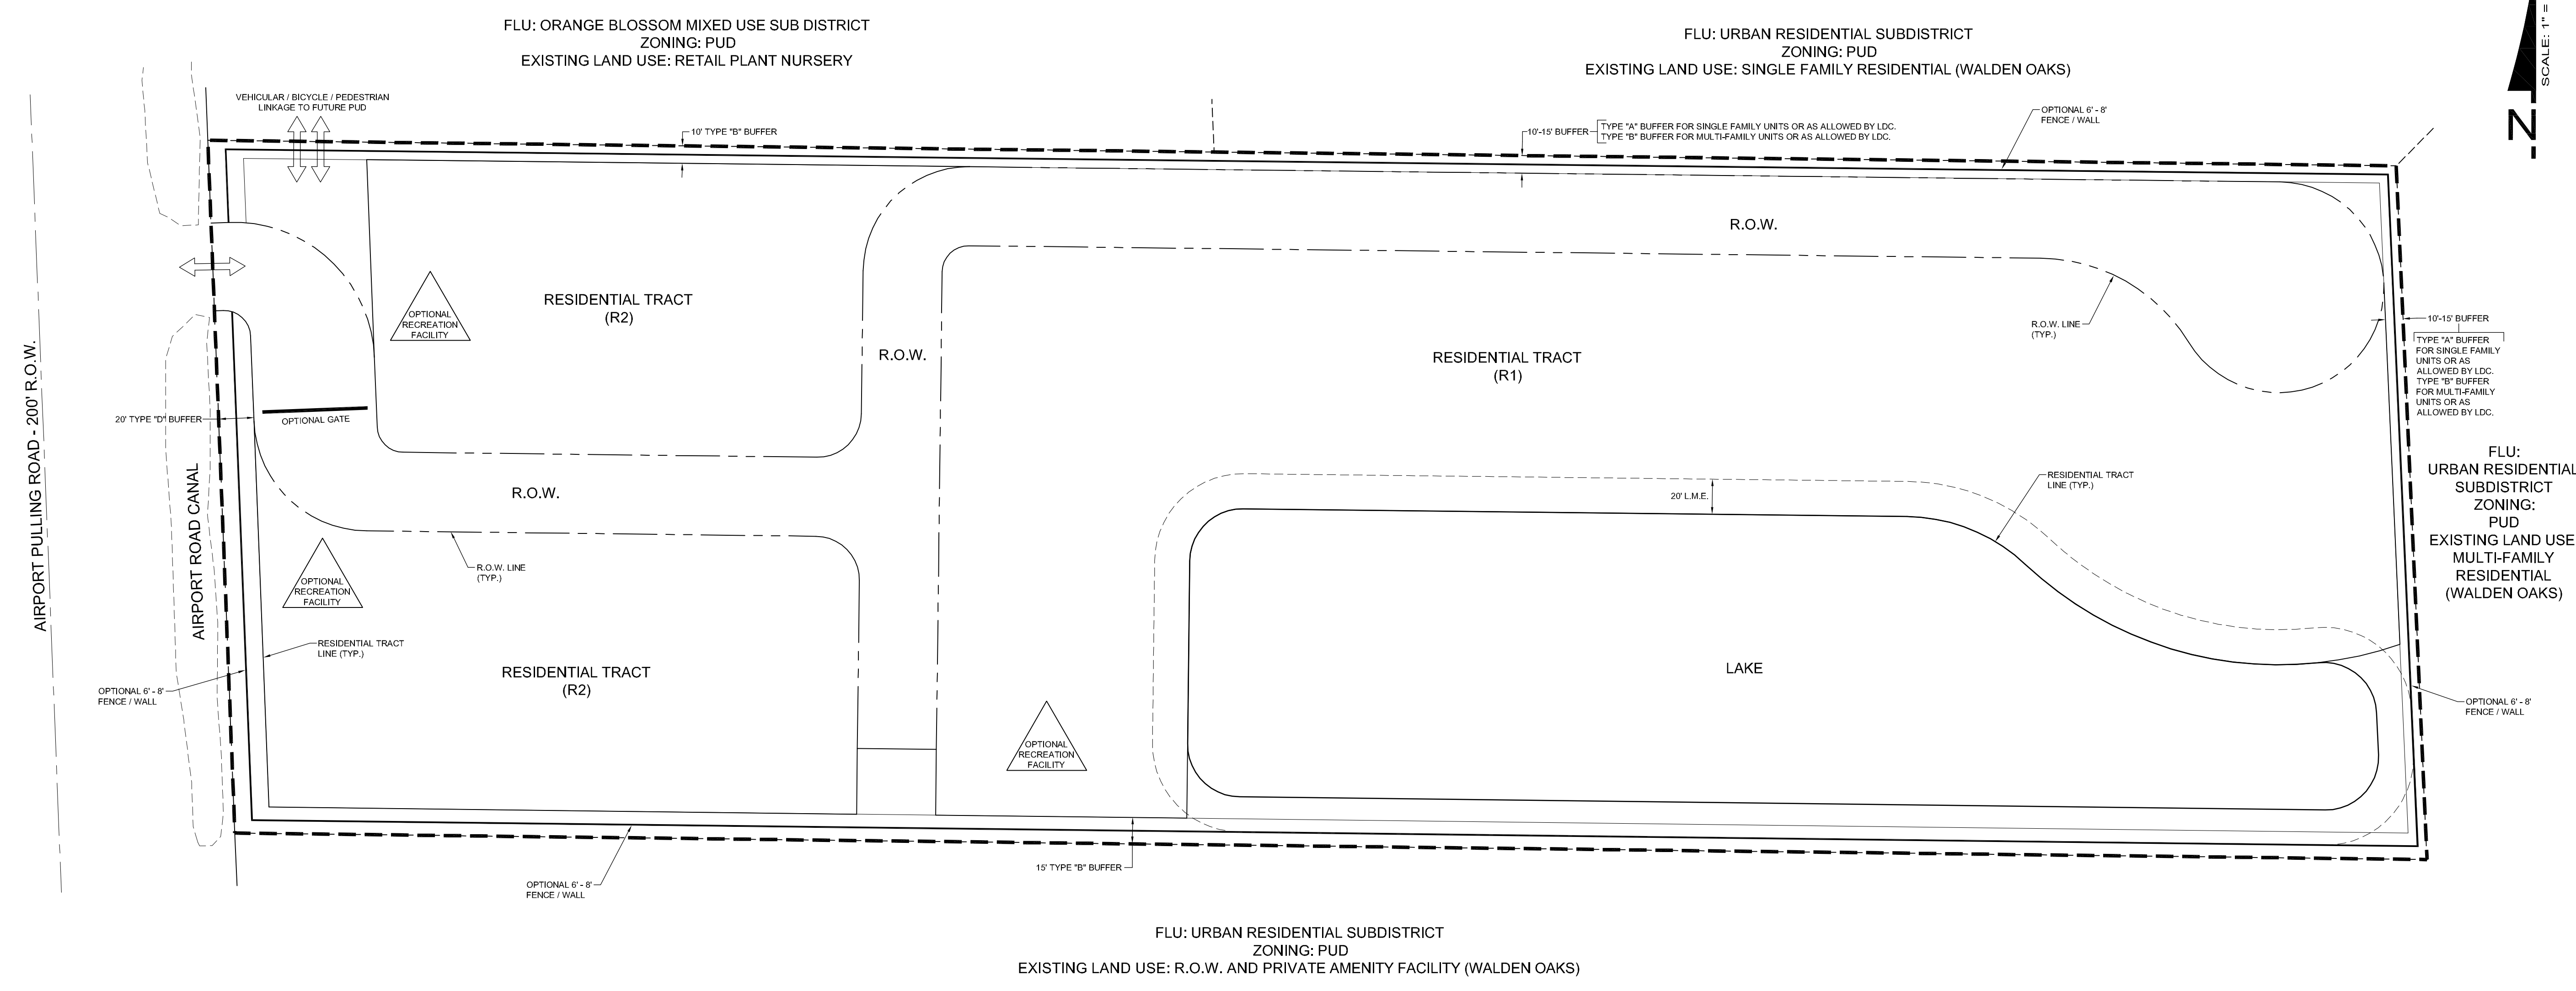 FLU: ORANGE BLOSSOM MIXED USE SUB DISTRICT
ZONING: PUD
EXISTING LAND USE: RETAIL PLANT NURSERY
FLU: URBAN RESIDENTIAL SUBDISTRICT
ZONING: PUD
EXISTING LAND USE: SINGLE FAMILY RESIDENTIAL (WALDEN OAKS)
SCALE: 1" =
N
VEHICULAR / BICYCLE / PEDESTRIAN
LINKAGE TO FUTURE PUD
10' TYPE "B" BUFFER
10'-15' BUFFER
TYPE "A" BUFFER FOR SINGLE FAMILY UNITS OR AS ALLOWED BY LDC.
TYPE "B" BUFFER FOR MULTI-FAMILY UNITS OR AS ALLOWED BY LDC.
OPTIONAL 6' - 8'
FENCE / WALL
R.O.W.
RESIDENTIAL TRACT
(R2)
OPTIONAL
RECREATION
FACILITY
R.O.W.
RESIDENTIAL TRACT
(R1)
R.O.W. LINE
(TYP.)
10'-15' BUFFER
TYPE "A" BUFFER
FOR SINGLE FAMILY
UNITS OR AS
ALLOWED BY LDC.
TYPE "B" BUFFER
FOR MULTI-FAMILY
UNITS OR AS
ALLOWED BY LDC.
AIRPORT PULLING ROAD - 200' R.O.W.
20' TYPE "D" BUFFER
OPTIONAL GATE
AIRPORT ROAD CANAL
R.O.W.
20' L.M.E.
RESIDENTIAL TRACT
LINE (TYP.)
FLU:
URBAN RESIDENTIAL
SUBDISTRICT
ZONING:
PUD
EXISTING LAND USE
MULTI-FAMILY
RESIDENTIAL
(WALDEN OAKS)
R.O.W. LINE
(TYP.)
OPTIONAL
RECREATION
FACILITY
RESIDENTIAL TRACT
LINE (TYP.)
RESIDENTIAL TRACT
(R2)
LAKE
OPTIONAL 6' - 8'
FENCE / WALL
OPTIONAL 6' - 8'
FENCE / WALL
OPTIONAL
RECREATION
FACILITY
15' TYPE "B" BUFFER
OPTIONAL 6' - 8'
FENCE / WALL
FLU: URBAN RESIDENTIAL SUBDISTRICT
ZONING: PUD
EXISTING LAND USE: R.O.W. AND PRIVATE AMENITY FACILITY (WALDEN OAKS)